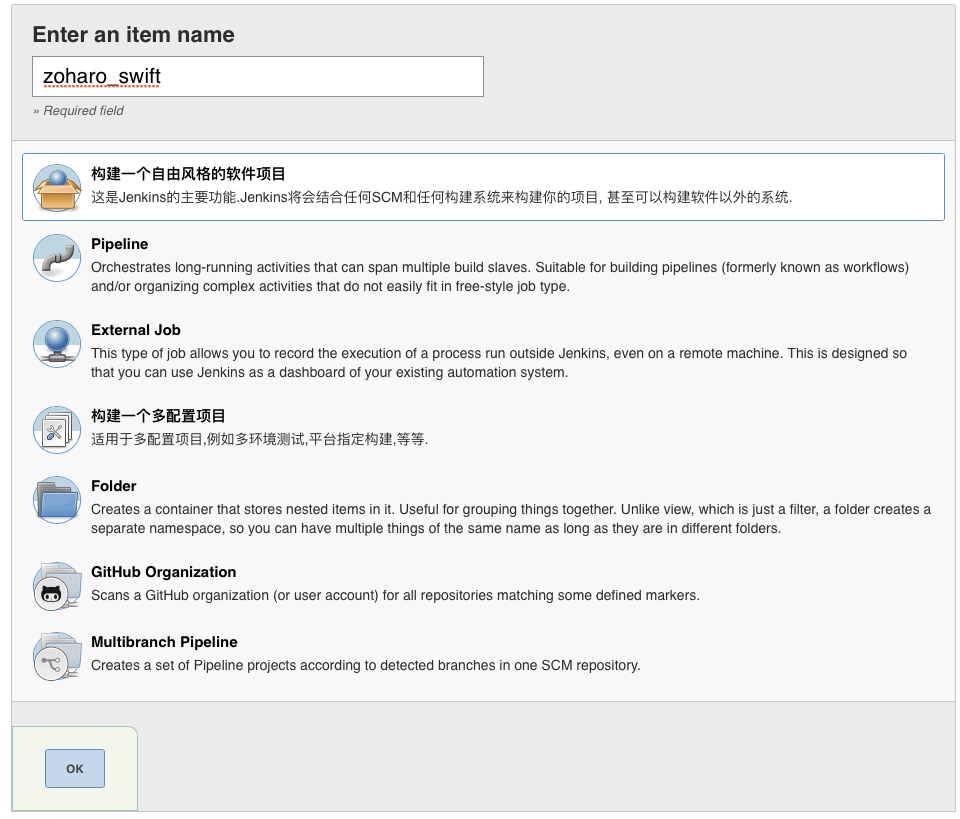 Enter an item name
zoharo_swift
» Required field
构建一个自由风格的软件项目
这是Jenkins的主要功能.Jenkins将会结合任何SCM和任何构建系统来构建你的项目, 甚至可以构建软件以外的系统.
Pipeline
Orchestrates long-running activities that can span multiple build slaves. Suitable for building pipelines (formerly known as workflows)
and/or organizing complex activities that do not easily fit in free-style job type.
External Job
This type of job allows you to record the execution of a process run outside Jenkins, even on a remote machine. This is designed so
that you can use Jenkins as a dashboard of your existing automation system.
构建一个多配置项目
适用于多配置项目,例如多环境测试,平台指定构建,等等.
Folder
Creates a container that stores nested items in it. Useful for grouping things together. Unlike view, which is just a filter, a folder creates a
separate namespace, so you can have multiple things of the same name as long as they are in different folders.
GitHub Organization
Scans a GitHub organization (or user account) for all repositories matching some defined markers.
Multibranch Pipeline
Creates a set of Pipeline projects according to detected branches in one SCM repository.
OK